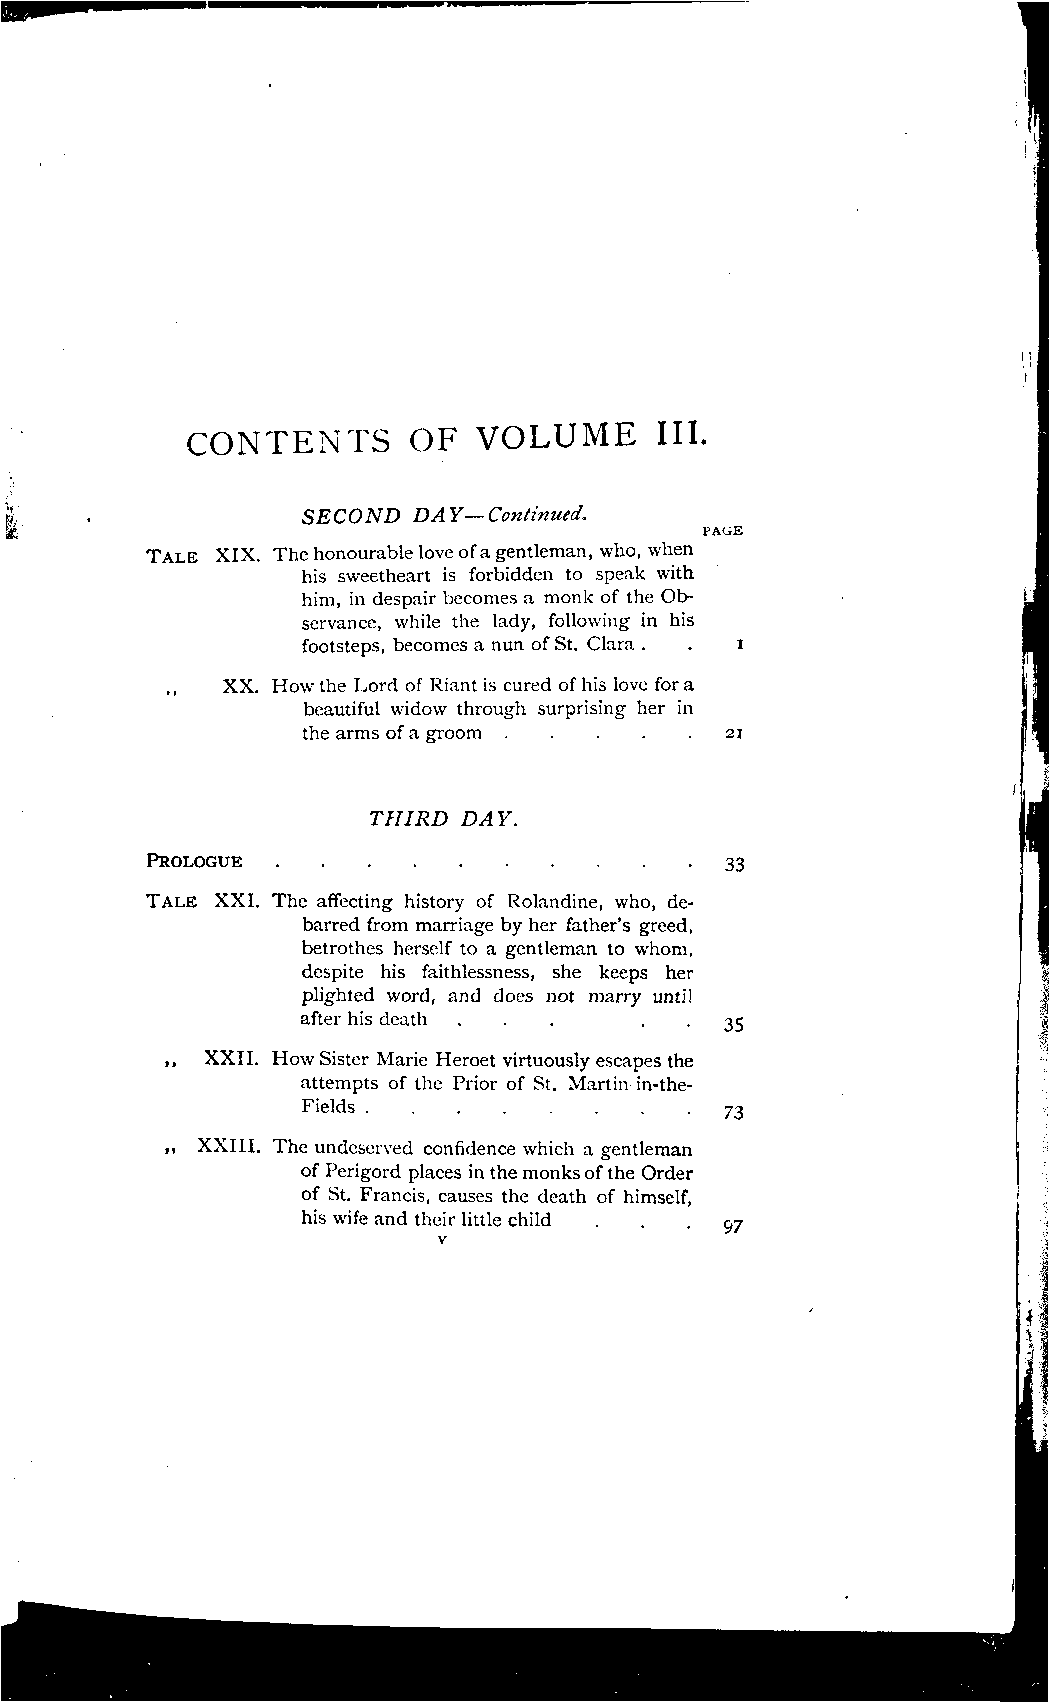 CONTENTS OF VOLUME III.
SECOND DAY—Continued.
PAGE
TALE XIX. The honourable love of a gentleman, who, when
his sweetheart is forbidden to speak with
him, in despair becomes a monk of the Ob-
servance, while the lady, following in his
footsteps, becomes a nun of St. Clara . . 1
„ XX. How the Lord of Riant is cured of his love for a
beautiful widow through surprising her in
the arms of a groom . . . . . 21
THIRD DAY.
PROLOGUE . . . . . . . . . . 33
TALE XXI. The affecting history of Rolandine, who, de-
barred from marriage by her father's greed,
betrothes herself to a gentleman to whom,
despite his faithlessness, she keeps her
plighted word, and does not marry until
after his death . . . . . 35
„ XXII. How Sister Marie Heroet virtuously escapes the
attempts of the Prior of St. Martin-in-the-
Fields . . . . . . . . 73
„ XXIII. The undeserved confidence which a gentleman
of Perigord places in the monks of the Order
of St. Francis, causes the death of himself,
his wife and their little child . . . 97
v